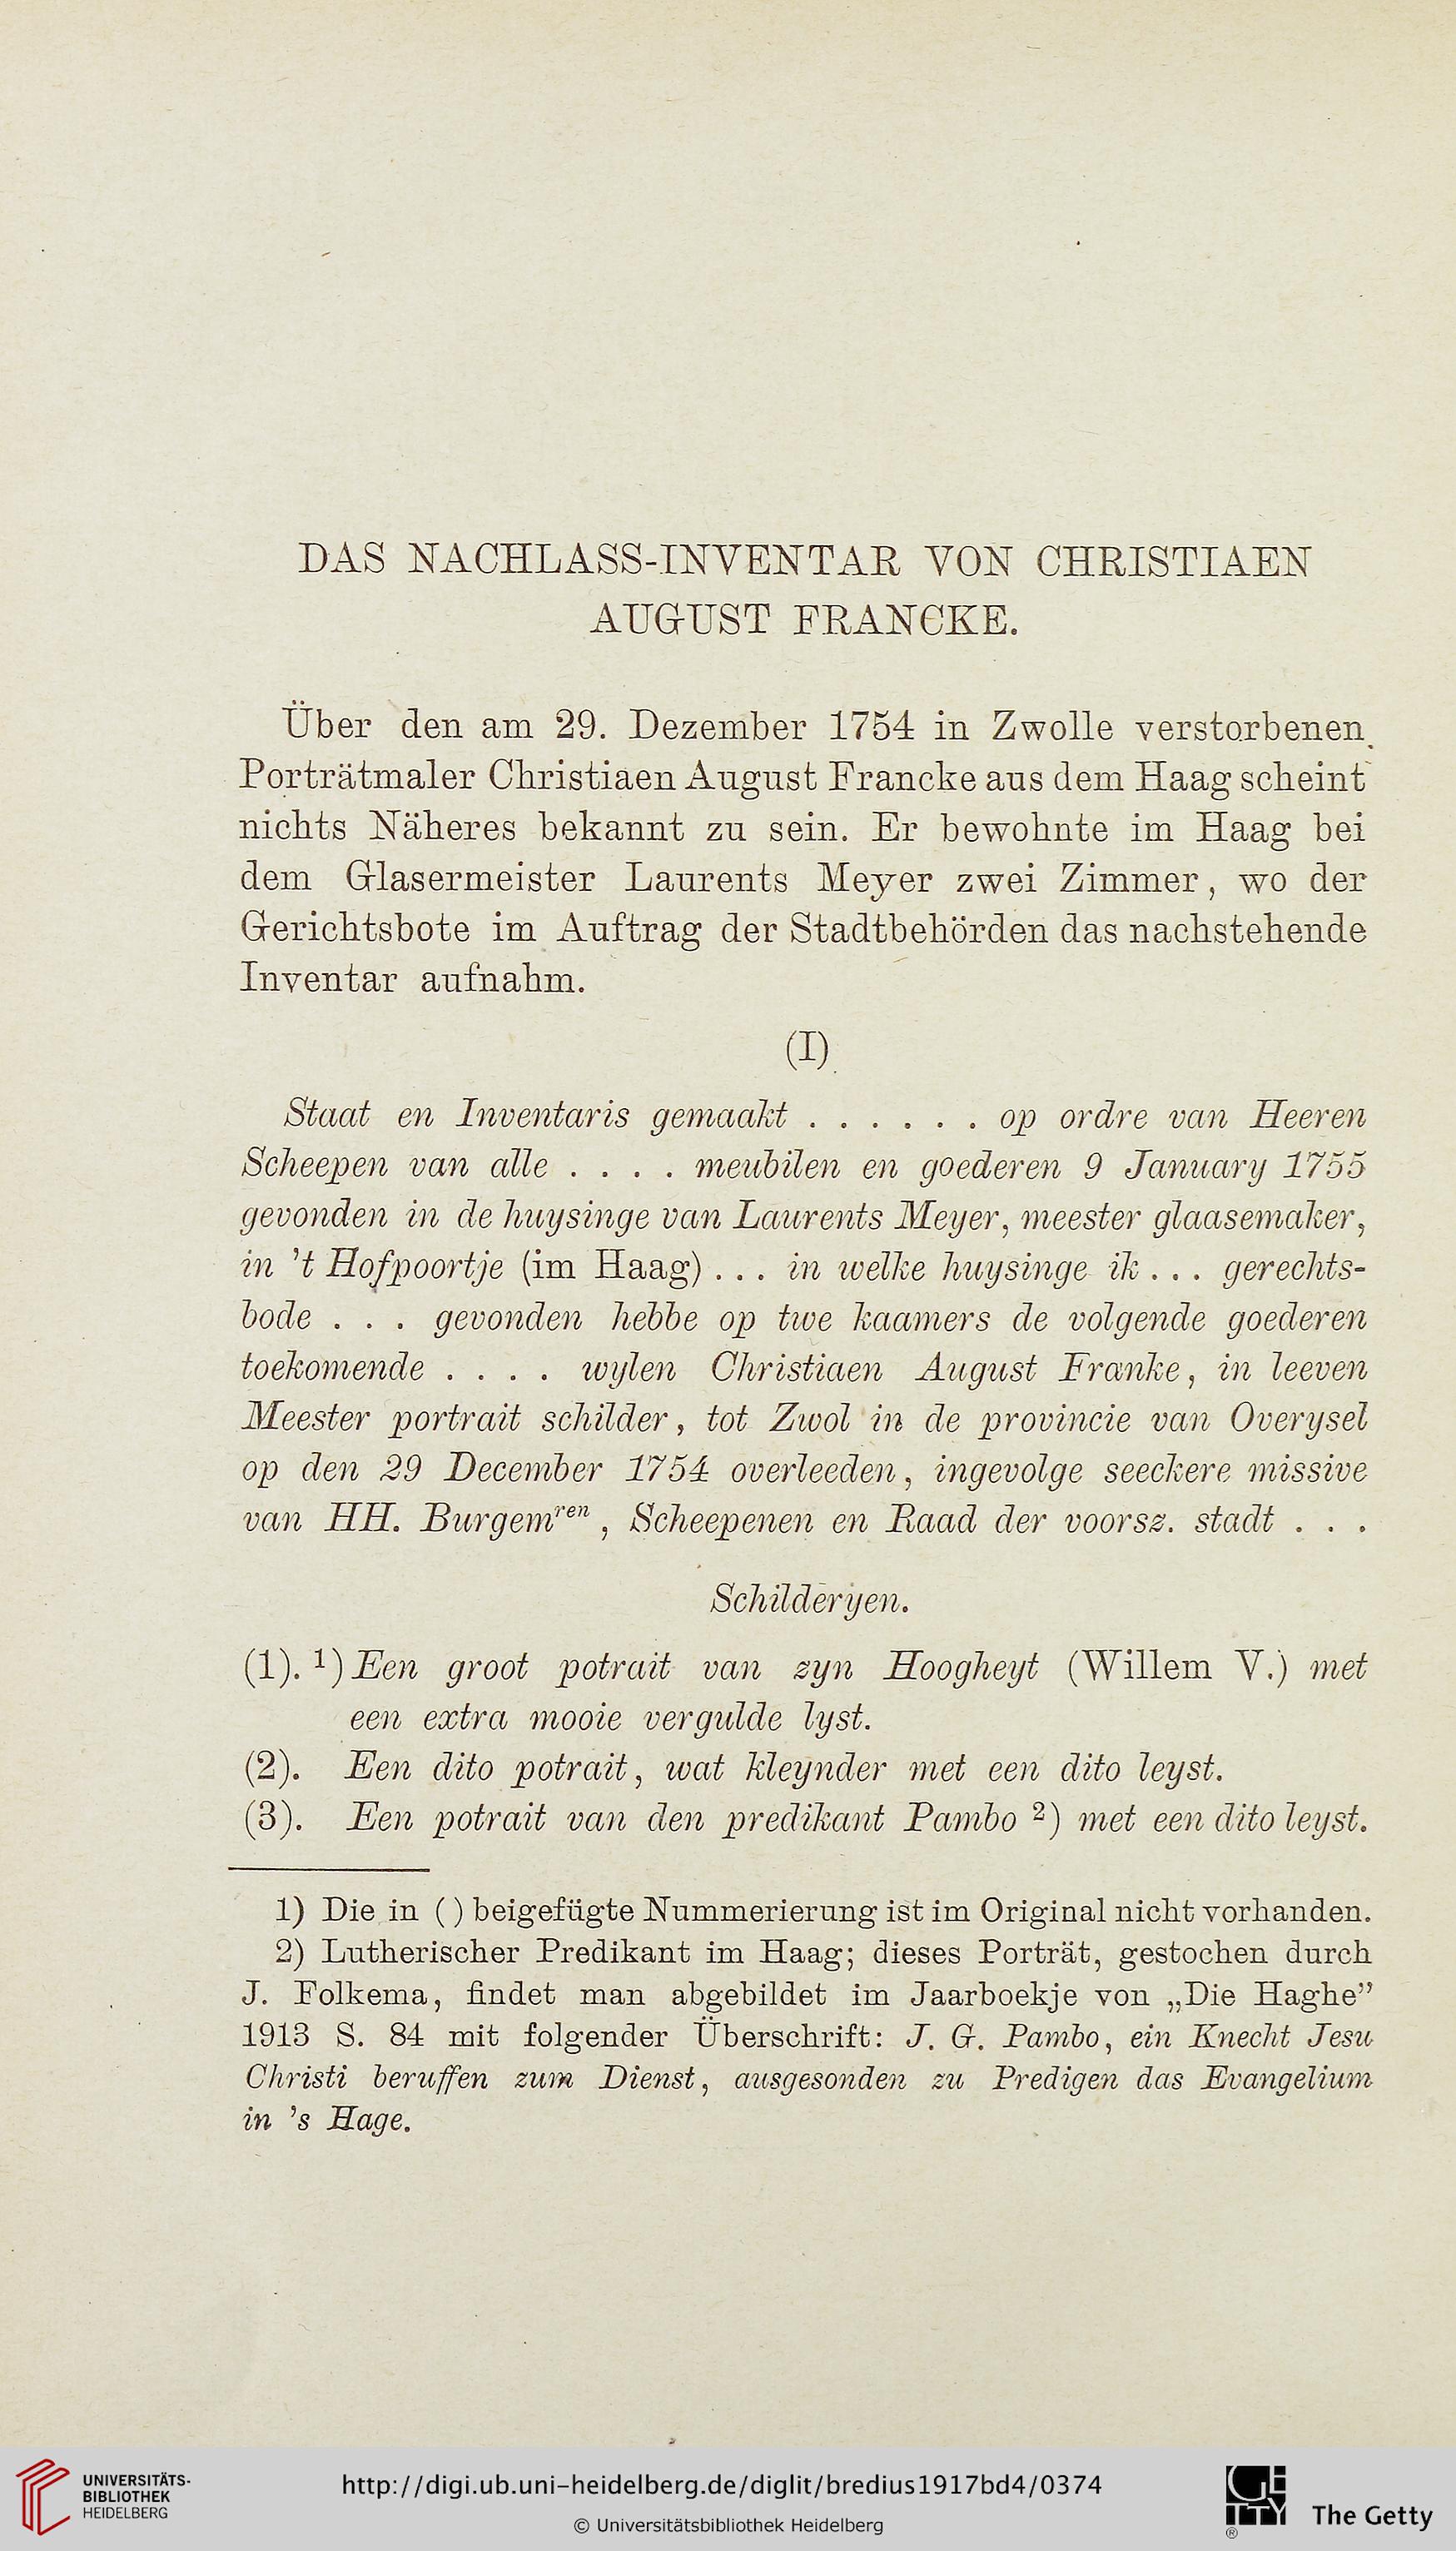 DAS NACHLASS-INVENTAR VON CHRISTIAEN
AUGUST FRANCKE.
Über den am 29. Dezember 1754 in Zwolle verstorbenen
Porträtmaler Christiaen August Francke aus dem Haag scheint
nichts Näheres bekannt zu sein. Er bewohnte im Haag bei
dem Glasermeister Laurents Meyer zwei Zimmer, wo der
Gerichtsbote im Auftrag der Stadtbehörden das nachstehende
Inventar aufnahm.
(I)
Staat en Inventaris gemaakt . . . . . . op ordre van Heeren
Scheepen van alle . . . . meubilen en goederen 9 January 1755
gevonden in de huysinge van Laurents Meyer, meester glaasemaker,
in 't Hofpoortje (im Haag) . . . in welke huysinge ik . . . gerechts-
bode . . . gevonden hebbe op twe kaamers de volgende goederen
toekomende . . . . wylen Christiaen August Franke, in leeven
Meester portrait schilder, tot Zwol in de provincie van Overysel
op den 29 December 1754 overleeden, ingevolge seeckere missive
van HH. Burgemren, Scheepenen en Raad der voorsz. stadt . . .
Schilderyen.
(1). 1) Een groot potrait van zyn Hoogheyt (Willem V.) met
een extra mooie vergulde lyst.
(2). Een dito potrait, wat kleynder met een dito leyst.
(3). Een potrait van den predikant Pambo 2) met een dito leyst.
1) Die in ( ) beigefügte Nummerierung ist im Original nicht vorhanden.
2) Lutherischer Predikant im Haag; dieses Porträt, gestochen durch
J. Folkema, findet man abgebildet im Jaarboekje von „Die Haghe”
1913 S. 84 mit folgender Überschrift: J. G. Pambo, ein Knecht Jesu
Christi beruffen zum Dienst, ausgesonden zu Predigen das Evangelium
in 's Hage.
UNIVERSITÄTS-
BIBLIOTHEK
HEIDELBERG
http://digi.ub.uni-heidelberg.de/diglit/bredius1917bd4/0374
© Universitätsbibliothek Heidelberg
GETTY
®
The Getty